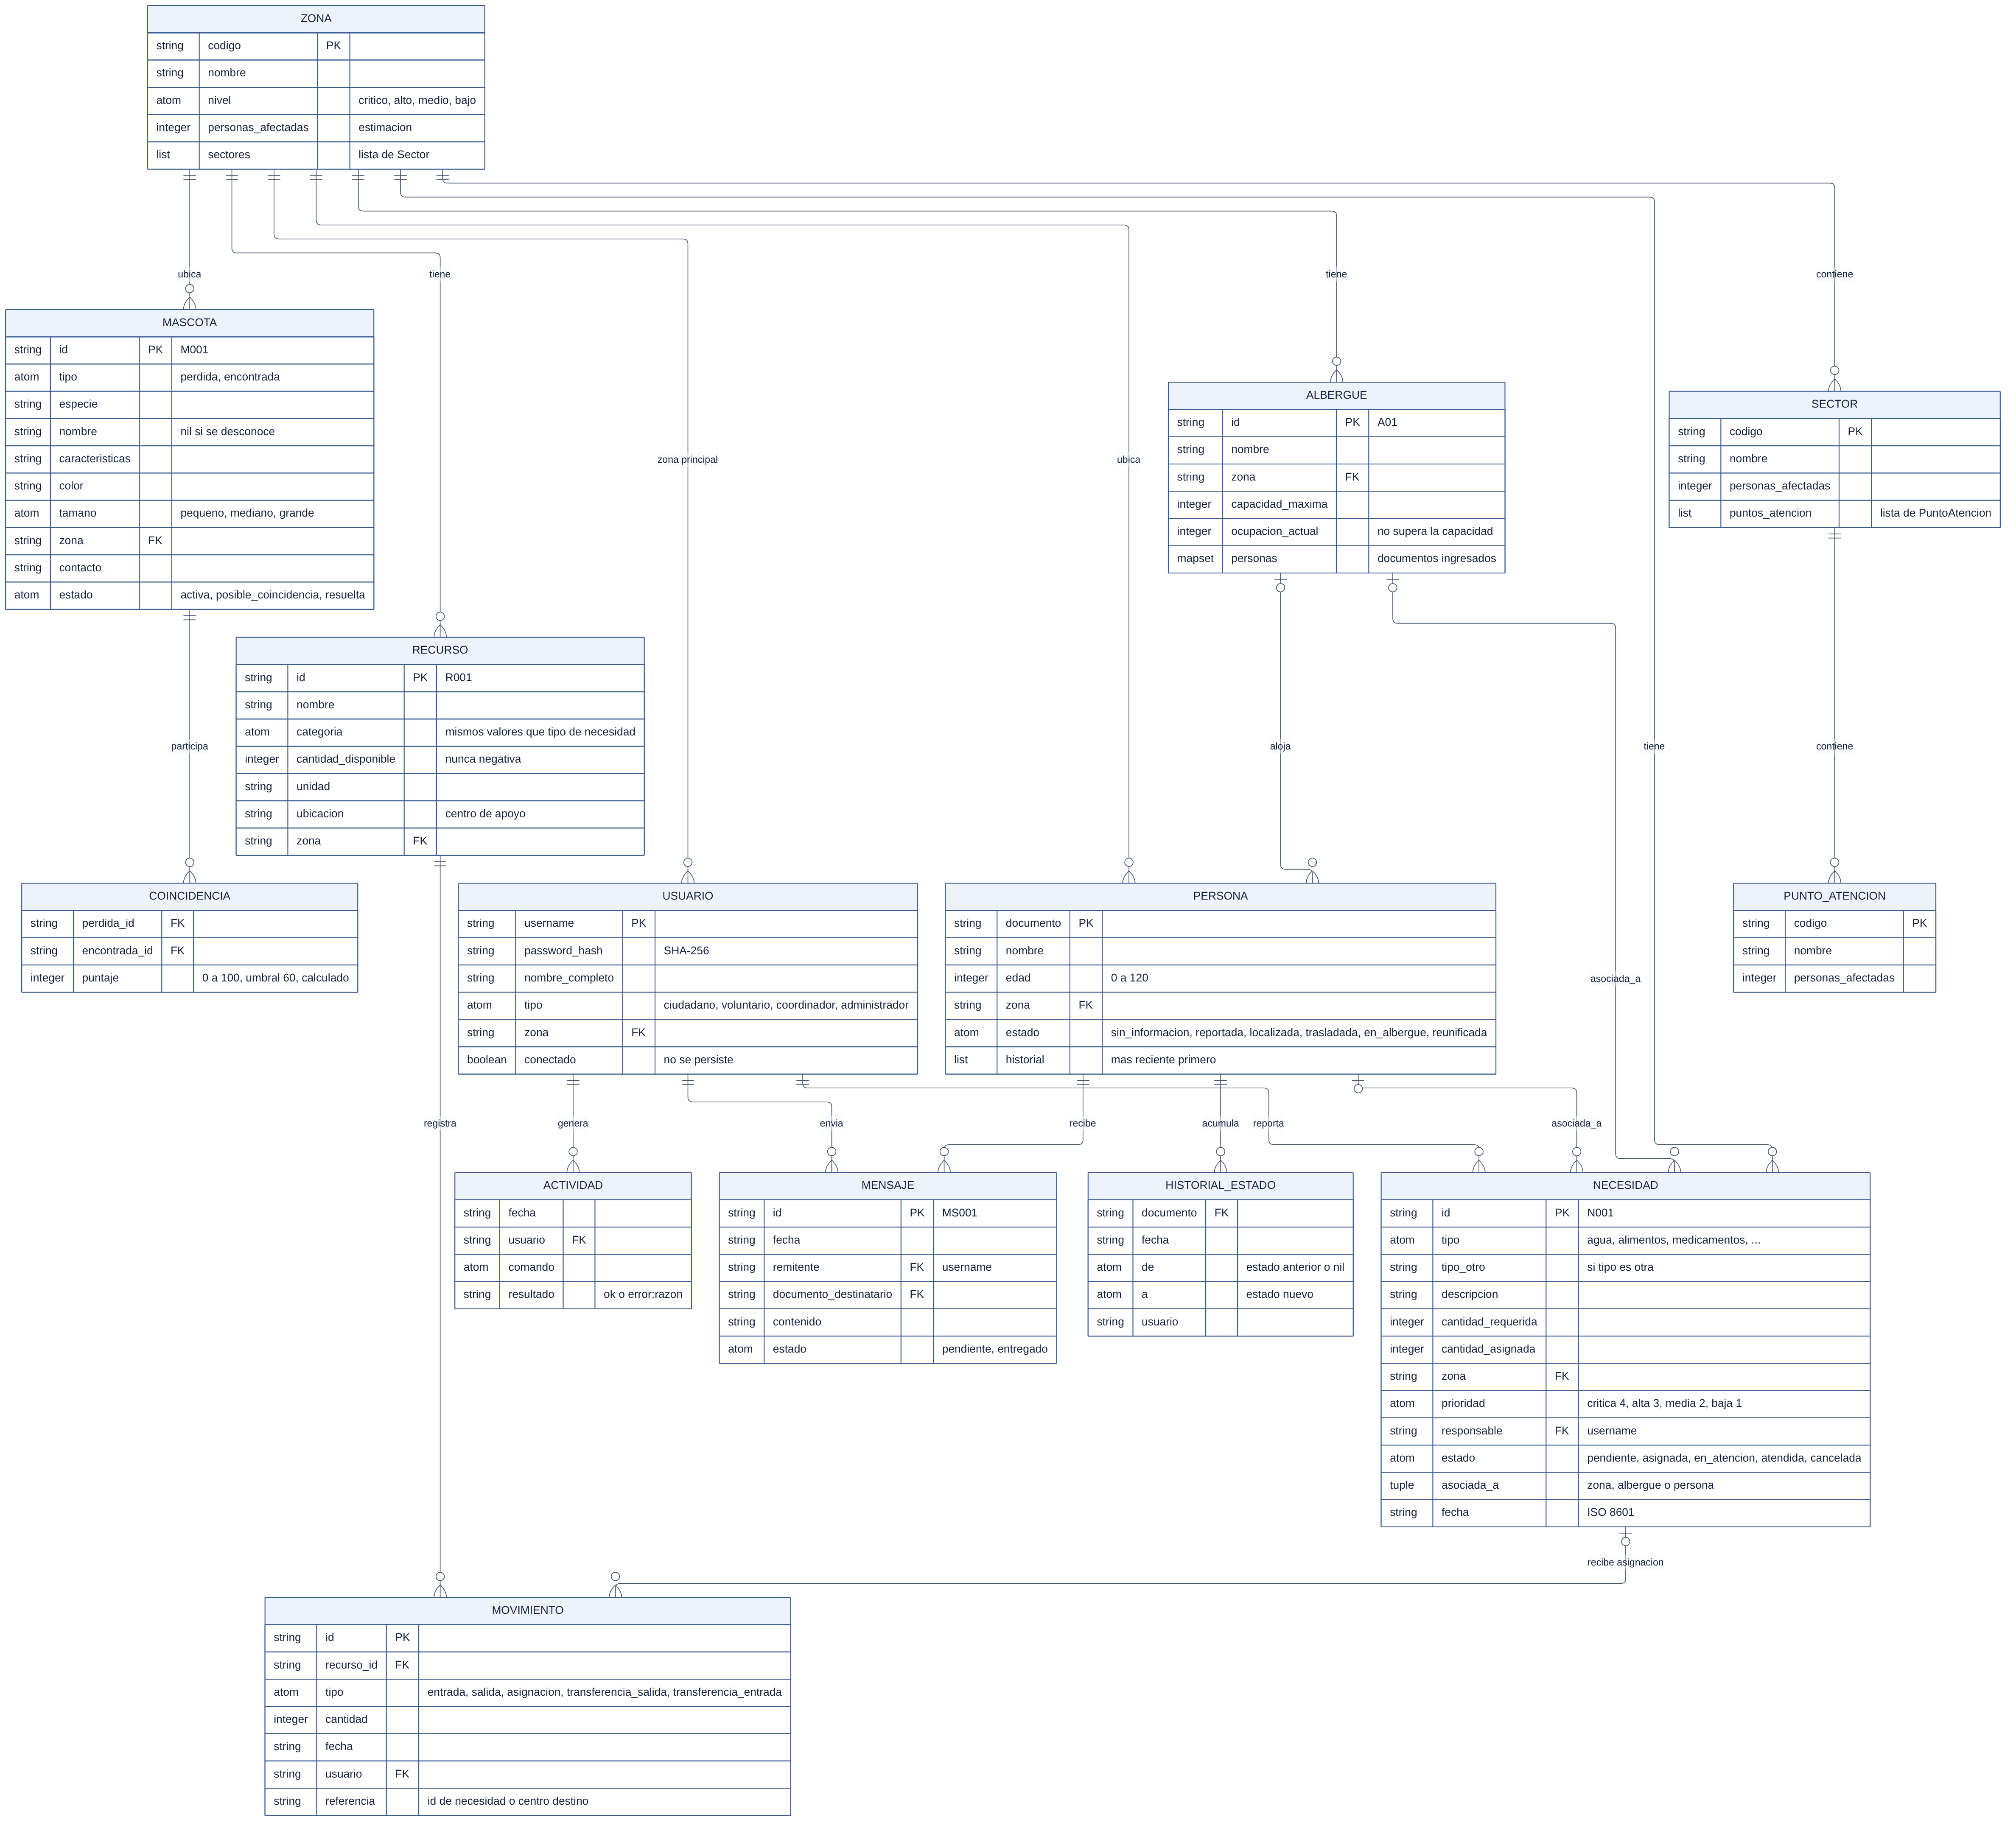 ZONA
string codigo PK
string nombre
atom nivel critico, alto, medio, bajo
integer personas_afectadas estimacion
list sectores lista de Sector
ubica
tiene
tiene
contiene
MASCOTA
string id PK M001
atom tipo perdida, encontrada
string especie
string nombre nil si se desconoce
string caracteristicas
string color
atom tamano pequeno, mediano, grande
string zona FK
string contacto
atom estado activa, posible_coincidencia, resuelta
zona principal
ubica
ALBERGUE
string id PK A01
string nombre
string zona FK
integer capacidad_maxima
integer ocupacion_actual no supera la capacidad
mapset personas documentos ingresados
SECTOR
string codigo PK
string nombre
integer personas_afectadas
list puntos_atencion lista de PuntoAtencion
RECURSO
string id PK R001
string nombre
atom categoria mismos valores que tipo de necesidad
integer cantidad_disponible nunca negativa
string unidad
string ubicacion centro de apoyo
string zona FK
participa
aloja
tiene
contiene
COINCIDENCIA
string perdida_id FK
string encontrada_id FK
integer puntaje 0 a 100, umbral 60, calculado
USUARIO
string username PK
string password_hash SHA-256
string nombre_completo
atom tipo ciudadano, voluntario, coordinador, administrador
string zona FK
boolean conectado no se persiste
PERSONA
string documento PK
string nombre
integer edad 0 a 120
string zona FK
atom estado sin_informacion, reportada, localizada, trasladada, en_albergue, reunificada
list historial mas reciente primero
asociada_a
PUNTO_ATENCION
string codigo PK
string nombre
integer personas_afectadas
registra
genera
envia
recibe
acumula
reporta
asociada_a
ACTIVIDAD
string fecha
string usuario FK
atom comando
string resultado ok o error:razon
MENSAJE
string id PK MS001
string fecha
string remitente FK username
string documento_destinatario FK
string contenido
atom estado pendiente, entregado
HISTORIAL_ESTADO
string documento FK
string fecha
atom de estado anterior o nil
atom a estado nuevo
string usuario
NECESIDAD
string id PK N001
atom tipo agua, alimentos, medicamentos, ...
string tipo_otro si tipo es otra
string descripcion
integer cantidad_requerida
integer cantidad_asignada
string zona FK
atom prioridad critica 4, alta 3, media 2, baja 1
string responsable FK username
atom estado pendiente, asignada, en_atencion, atendida, cancelada
tuple asociada_a zona, albergue o persona
string fecha ISO 8601
recibe asignacion
MOVIMIENTO
string id PK
string recurso_id FK
atom tipo entrada, salida, asignacion, transferencia_salida, transferencia_entrada
integer cantidad
string fecha
string usuario FK
string referencia id de necesidad o centro destino